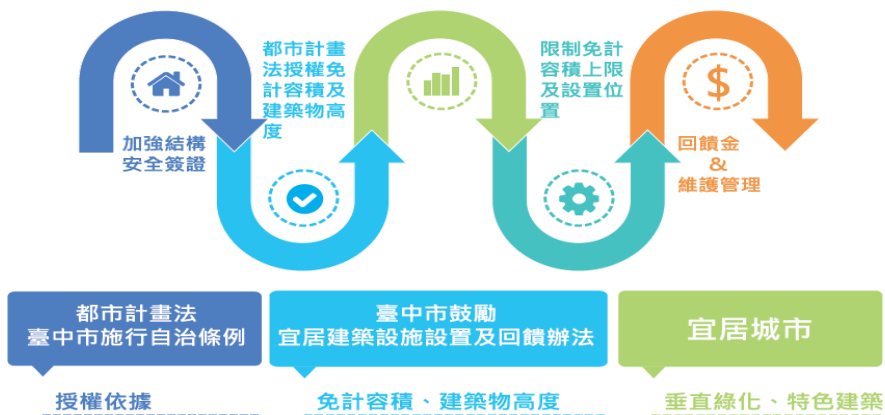 加強結構
安全簽證
都市計畫
法授權免
計容積及
建築物高
度
限制免計
容積上限
及設置位
置
$
回饋金
&
維護管理
都市計畫法
臺中市施行自治條例
臺中市鼓勵
宜居建築設施設置及回饋辦法
宜居城市
授權依據
免計容積、建築物高度
垂直綠化、特色建築